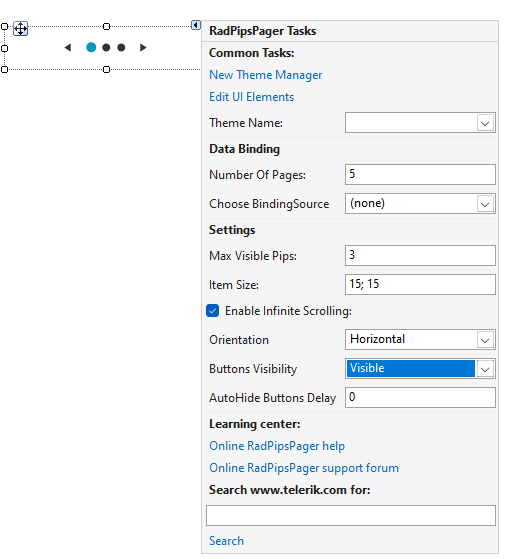 RadPipsPager Tasks
Common Tasks:
New Theme Manager
Edit UI Elements
Theme Name:
Data Binding
Number Of Pages: 5
Choose BindingSource (none)
Settings
Max Visible Pips: 3
Item Size: 15; 15
Enable Infinite Scrolling:
Orientation Horizontal
Buttons Visibility Visible
AutoHide Buttons Delay 0
Learning center:
Online RadPipsPager help
Online RadPipsPager support forum
Search www.telerik.com for:
Search